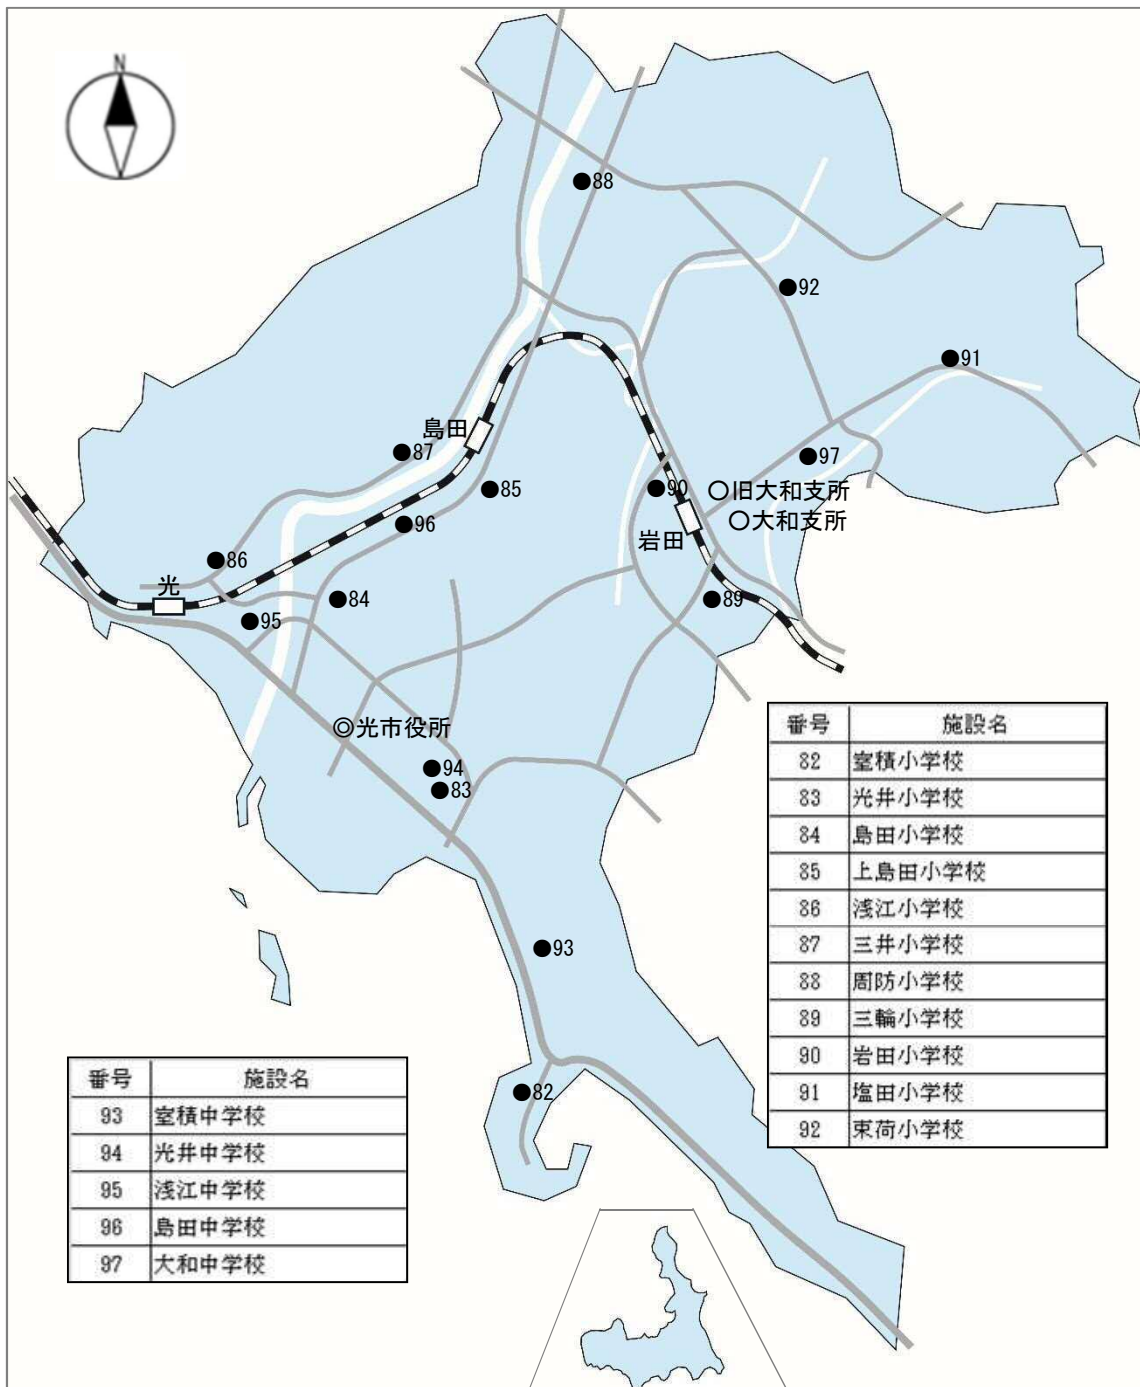 N
●88
●92
●91
島田
●87
●97
●85
●90
○旧大和支所
○大和支所
●96
岩田
●86
光
●84
●89
●95
◎光市役所
●94
●83
●93
●82
番号 施設名
82 室積小学校
83 光井小学校
84 島田小学校
85 上島田小学校
86 浅江小学校
87 三井小学校
88 周防小学校
89 三輪小学校
90 岩田小学校
91 塩田小学校
92 束荷小学校
番号 施設名
93 室積中学校
94 光井中学校
95 浅江中学校
96 島田中学校
97 大和中学校